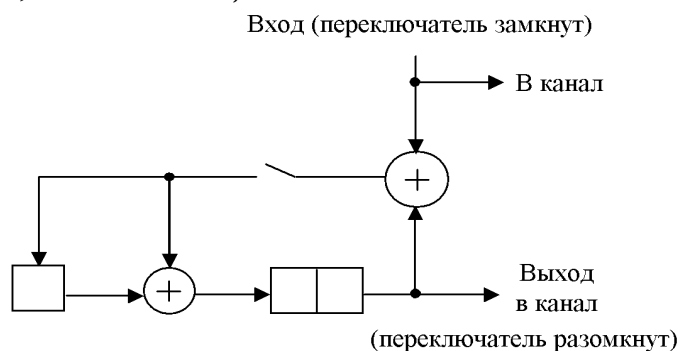 Вход (переключатель замкнут)
В канал
Выход
в канал
(переключатель разомкнут)